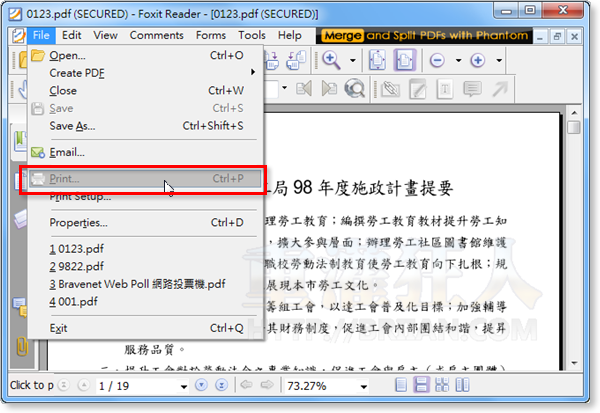 0123.pdf (SECURED) - Foxit Reader - [0123.pdf (SECURED)]
File Edit View Comments Forms Tools Help Merge and Split PDFs with Phantom
Open... Ctrl+O
Create PDF
Close Ctrl+W
Save Ctrl+S
Save As... Ctrl+Shift+S
Email...
Print... Ctrl+P
Print Setup...
Properties... Ctrl+D
1 0123.pdf
2 9822.pdf
3 Bravenet Web Poll 網路投票機.pdf
4 001.pdf
Exit Ctrl+Q
局 98 年度施政計畫提要
理勞工教育；編撰勞工教育教材提升勞工知
，擴大參與層面；辦理勞工社區圖書館維護
職校勞動法制教育使勞工教育向下扎根；規
展現本市勞工文化。
籌組工會，以達工會普及化目標；加強輔導
其財務制度，促進工會內部團結和諧，提昇
服務品質。
重灌狂人
HTTP://BRIIAN.COM/
Click to p 1 / 19 73.27%